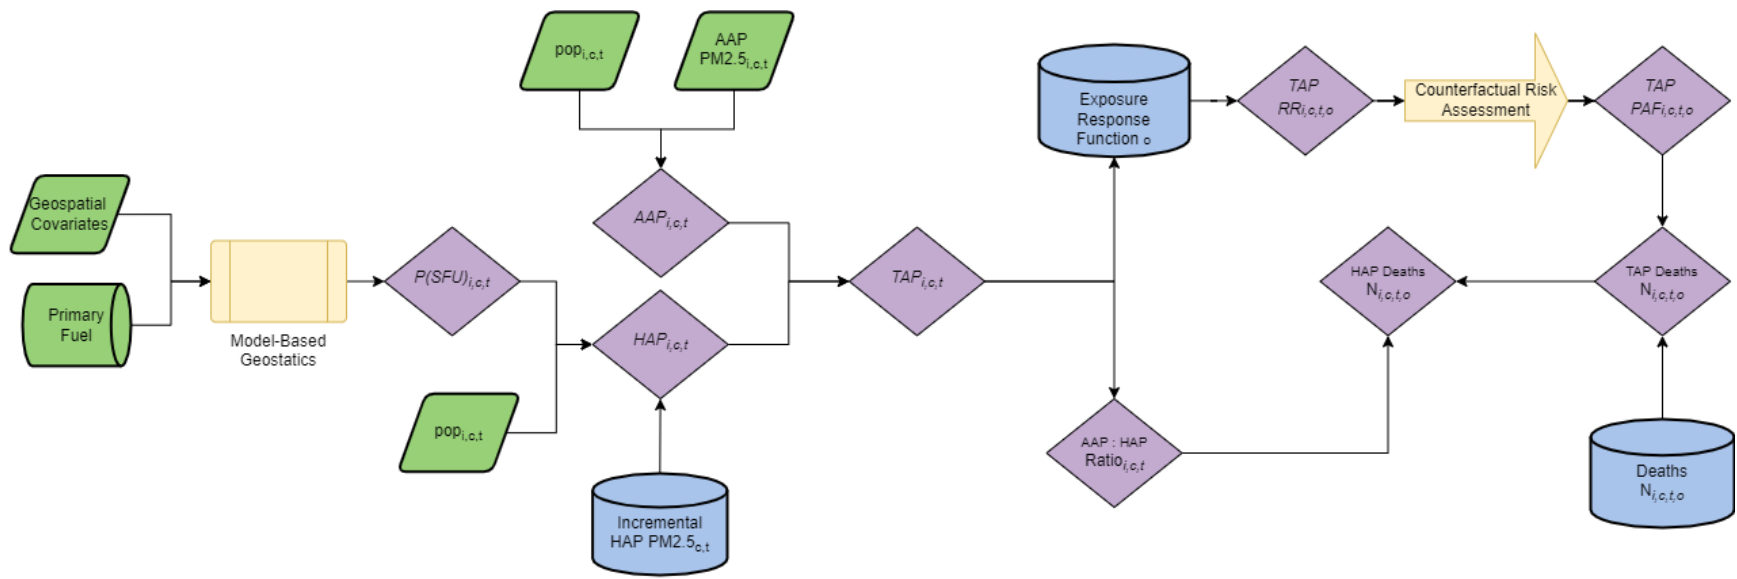 Geospatial
Covariates
Primary
Fuel
Model-Based
Geostatics
P(SFU)i,c,t
pop i,c,t
pop i,c,t
AAP
PM2.5i,c,t
AAPi,c,t
HAPi,c,t
Incremental
HAP PM2.5c,t
TAPi,c,t
Exposure
Response
Function o
TAP
RRi,c,t,o
Counterfactual Risk
Assessment
TAP
PAFi,c,t,o
AAP : HAP
Ratioi,c,t
HAP Deaths
Ni,c,t,o
TAP Deaths
Ni,c,t,o
Deaths
Ni,c,t,o